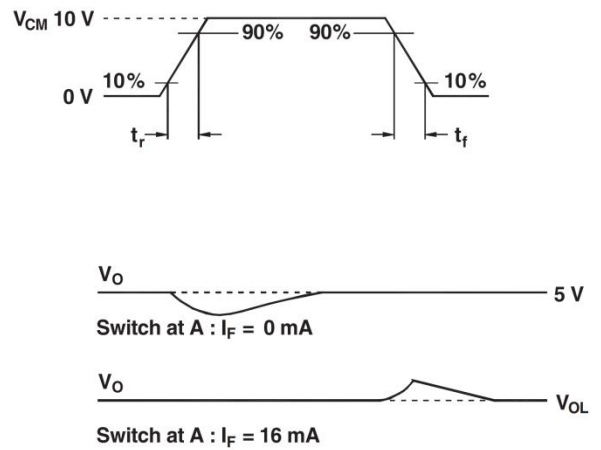 V_CM 10 V
90% 90%
10% 10%
0 V
t_r t_f
V_O
5 V
Switch at A : I_F = 0 mA
V_O
V_OL
Switch at A : I_F = 16 mA